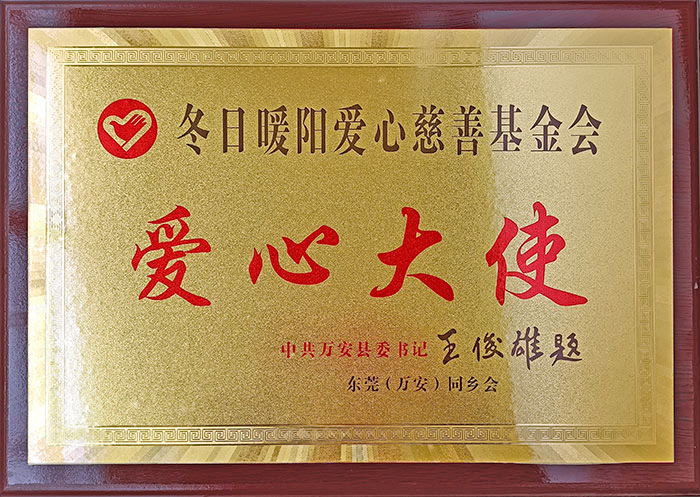 冬日暖阳爱心慈善基金会
爱心大使
中共万安县委书记 王俊雄题
东莞（万安）同乡会